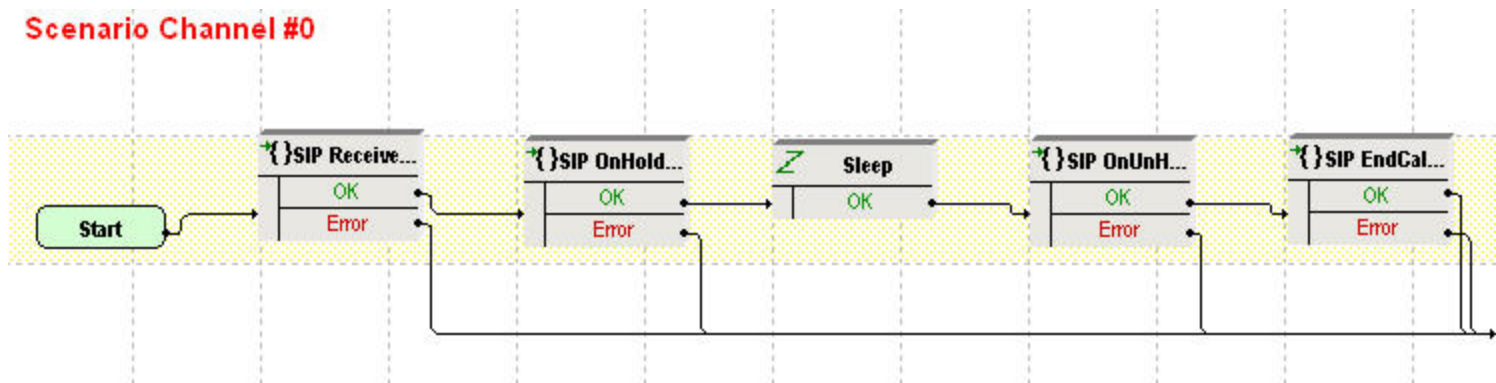 Scenario Channel #0
Start
{}SIP Receive...
OK
Error
{}SIP OnHold...
OK
Error
Z Sleep
OK
{}SIP OnUnH...
OK
Error
{}SIP EndCal...
OK
Error